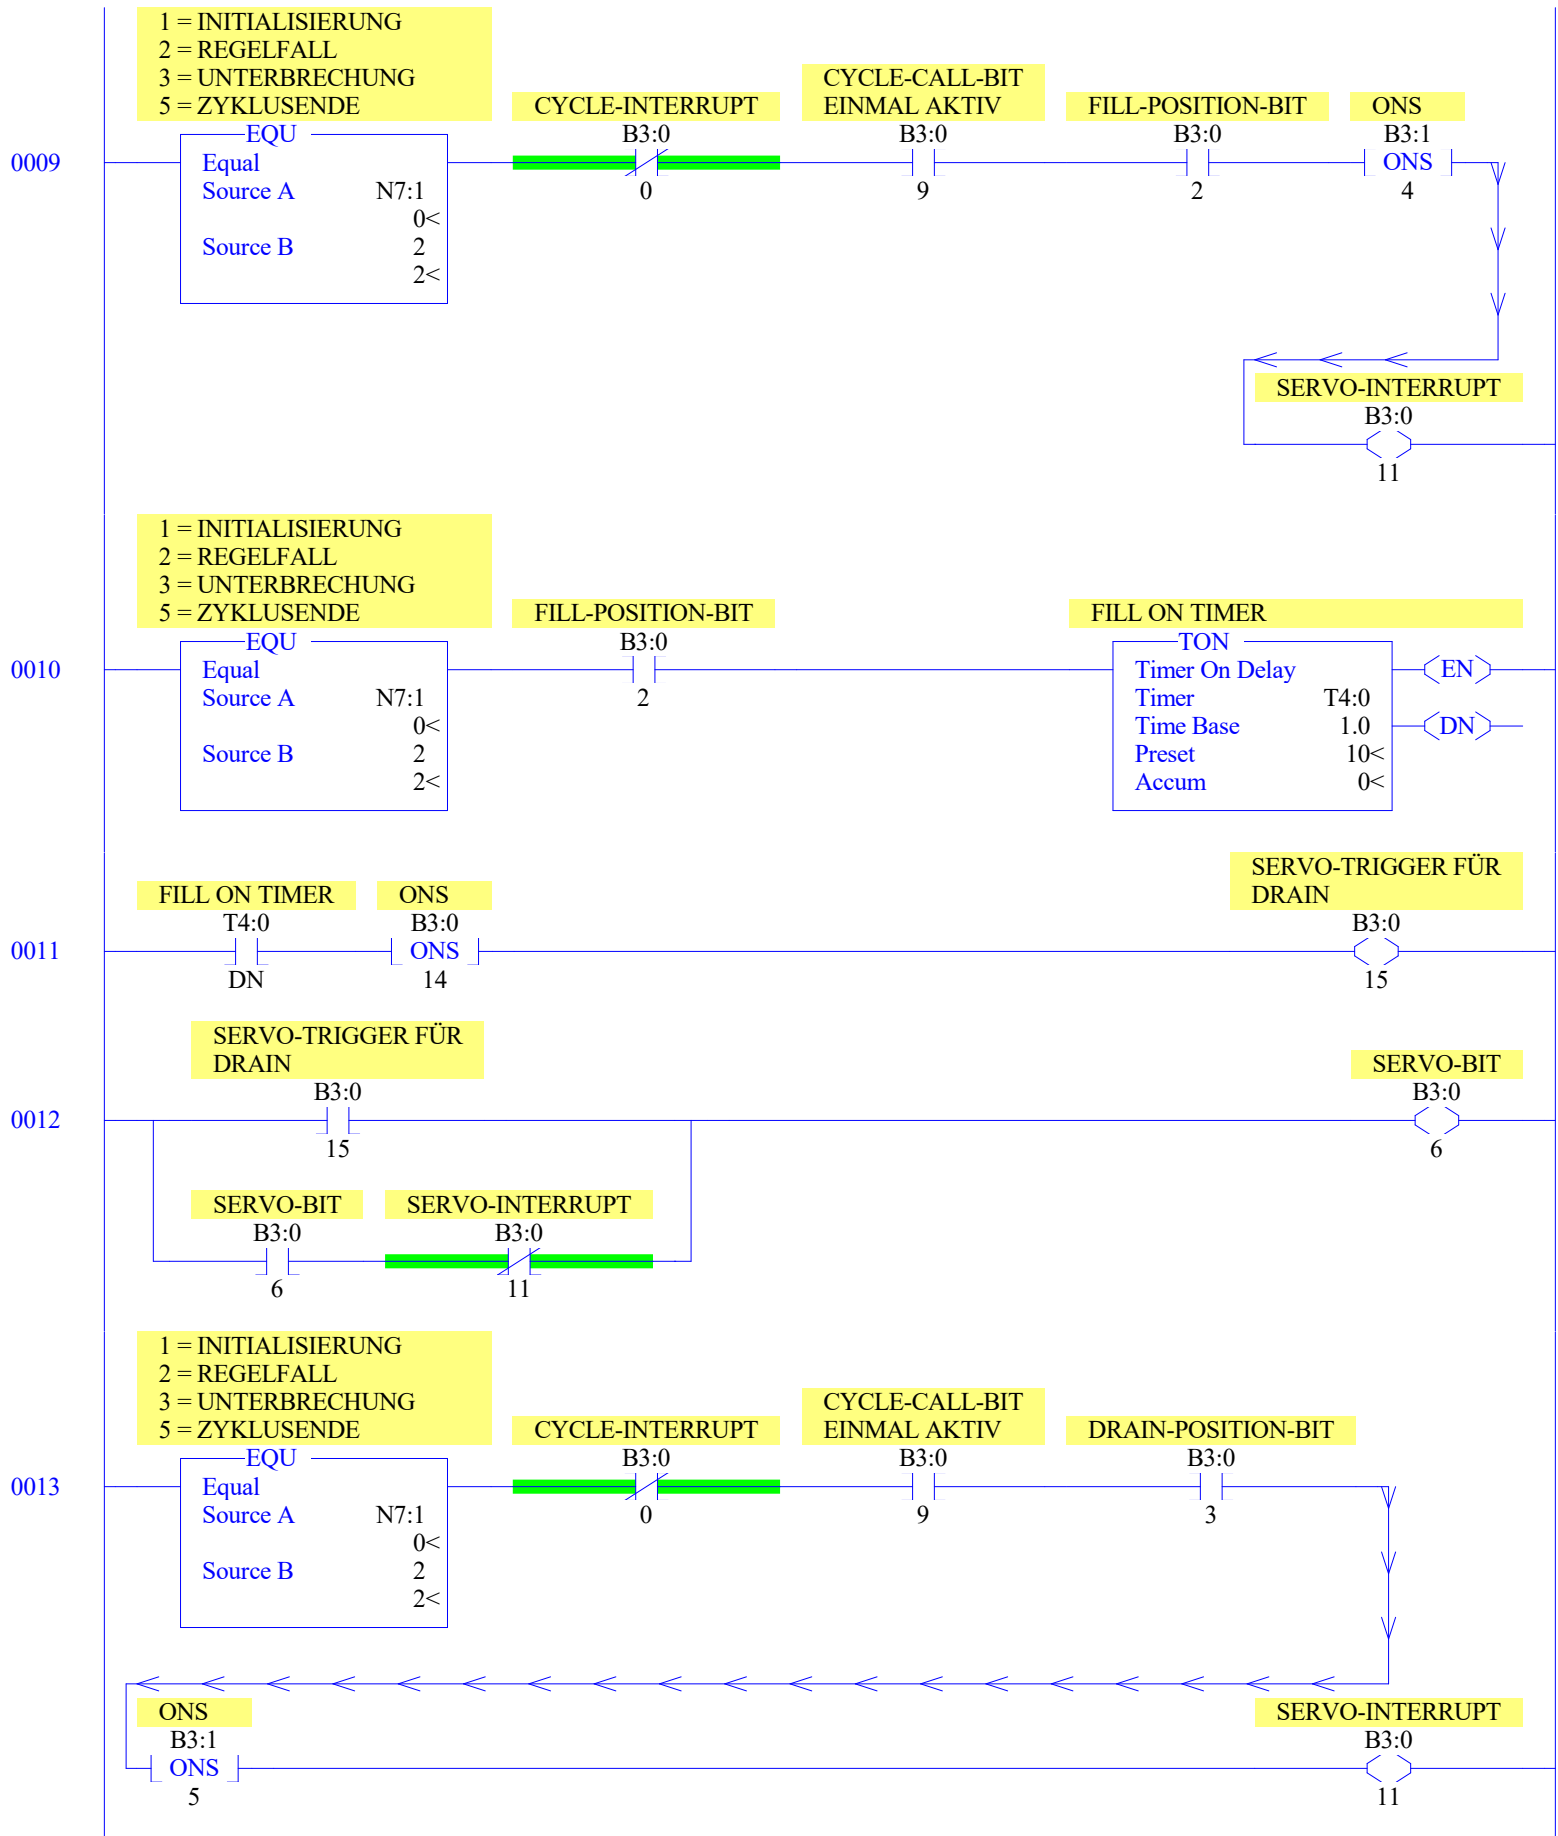 1 = INITIALISIERUNG
2 = REGELFALL
3 = UNTERBRECHUNG
5 = ZYKLUSENDE
CYCLE-INTERRUPT
CYCLE-CALL-BIT
EINMAL AKTIV
FILL-POSITION-BIT
ONS
EQU
B3:0
B3:0
B3:0
B3:1
0009
Equal
ONS
Source A N7:1
0
9
2
4
0<
Source B 2
2<
SERVO-INTERRUPT
B3:0
11
1 = INITIALISIERUNG
2 = REGELFALL
3 = UNTERBRECHUNG
5 = ZYKLUSENDE
FILL-POSITION-BIT
FILL ON TIMER
EQU
B3:0
TON
0010
Equal
Timer On Delay
EN
Source A N7:1
2
Timer T4:0
0<
Time Base 1.0
DN
Source B 2
Preset 10<
2<
Accum 0<
SERVO-TRIGGER FÜR
DRAIN
FILL ON TIMER
ONS
T4:0
B3:0
B3:0
0011
ONS
DN
14
15
SERVO-TRIGGER FÜR
DRAIN
SERVO-BIT
B3:0
B3:0
0012
15
6
SERVO-BIT
SERVO-INTERRUPT
B3:0
B3:0
6
11
1 = INITIALISIERUNG
2 = REGELFALL
3 = UNTERBRECHUNG
5 = ZYKLUSENDE
CYCLE-INTERRUPT
CYCLE-CALL-BIT
EINMAL AKTIV
DRAIN-POSITION-BIT
EQU
B3:0
B3:0
B3:0
0013
Equal
Source A N7:1
0
9
3
0<
Source B 2
2<
ONS
SERVO-INTERRUPT
B3:1
B3:0
ONS
5
11